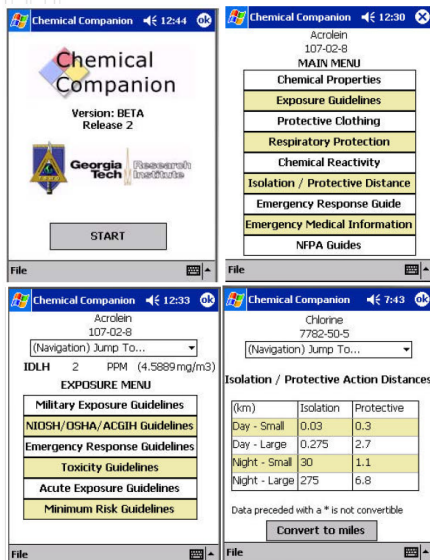 Chemical Companion 12:44 ok
Chemical
Companion
Version: BETA
Release 2
Georgia Research
Tech Institute
START
File
Chemical Companion 12:30
Acrolein
107-02-8
MAIN MENU
Chemical Properties
Exposure Guidelines
Protective Clothing
Respiratory Protection
Chemical Reactivity
Isolation / Protective Distance
Emergency Response Guide
Emergency Medical Information
NFPA Guides
File
Chemical Companion 12:33 ok
Acrolein
107-02-8
(Navigation) Jump To...
IDLH 2 PPM (4.5889mg/m3)
EXPOSURE MENU
Military Exposure Guidelines
NIOSH/OSHA/ACGIH Guidelines
Emergency Response Guidelines
Toxicity Guidelines
Acute Exposure Guidelines
Minimum Risk Guidelines
File
Chemical Companion 7:43 ok
Chlorine
7782-50-5
(Navigation) Jump To...
Isolation / Protective Action Distances
(km) Isolation Protective
Day - Small 0.03 0.3
Day - Large 0.275 2.7
Night - Small 30 1.1
Night - Large 275 6.8
Data preceded with a * is not convertible
Convert to miles
File